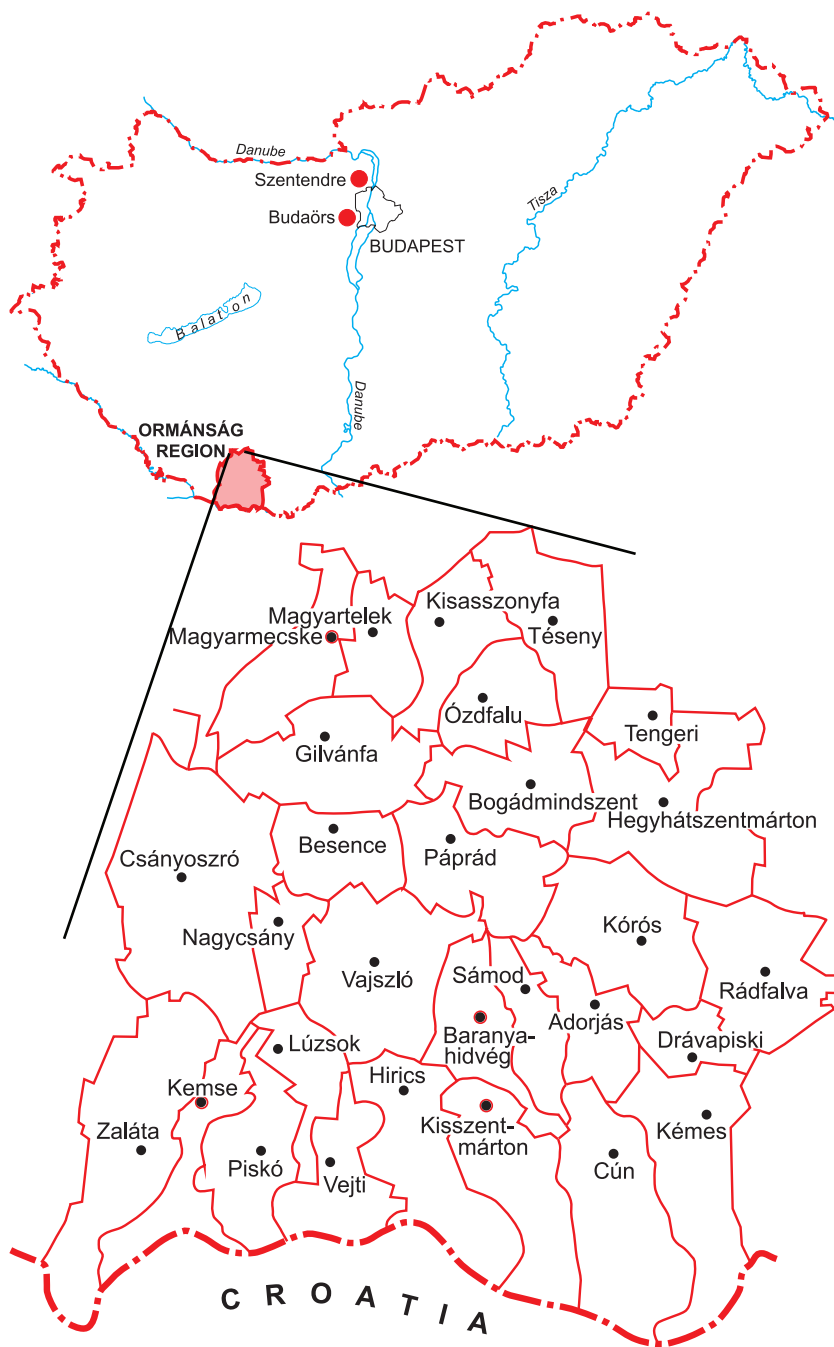 Danube
Szentendre
Tisza
Budaörs
BUDAPEST
Balaton
Danube
ORMÁNSÁG
REGION
Kisasszonyfa
Magyartelek
Magyarmecske
Téseny
Ózdfalu
Tengeri
Gilvánfa
Bogádmindszent
Hegyhátszentmárton
Besence
Páprád
Csányoszró
Kórós
Nagycsány
Vajszló
Sámod
Rádfalva
Adorjás
Baranya-
hidvég
Drávapiski
Lúzsok
Hirics
Kemse
Kisszent-
márton
Kémes
Zaláta
Piskó
Vejti
Cún
CROATIA